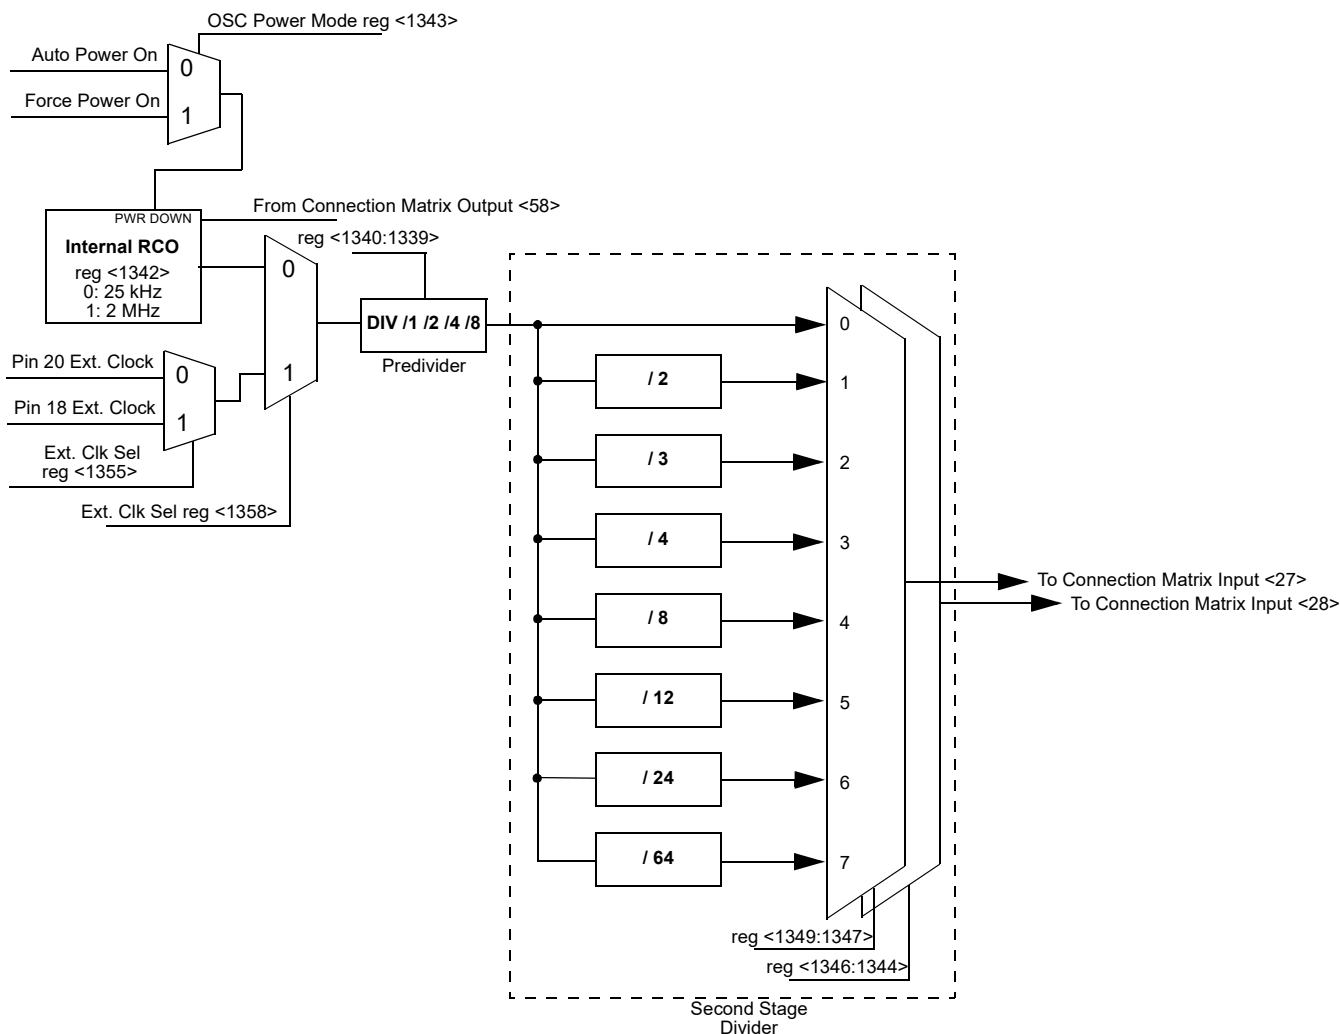 OSC Power Mode reg <1343>
Auto Power On
0
Force Power On
1
From Connection Matrix Output <58>
PWR DOWN
Internal RCO
reg <1342>
0: 25 kHz
1: 2 MHz
reg <1340:1339>
0
1
DIV /1 /2 /4 /8
Predivider
Pin 20 Ext. Clock
0
Pin 18 Ext. Clock
1
Ext. Clk Sel
reg <1355>
Ext. Clk Sel reg <1358>
0
/ 2
1
/ 3
2
/ 4
3
/ 8
4
/ 12
5
/ 24
6
/ 64
7
To Connection Matrix Input <27>
To Connection Matrix Input <28>
reg <1349:1347>
reg <1346:1344>
Second Stage
Divider